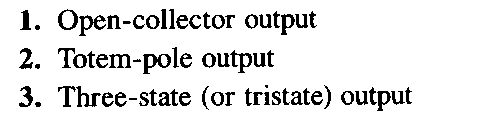 1. Open-collector output
2. Totem-pole output
3. Three-state (or tristate) output